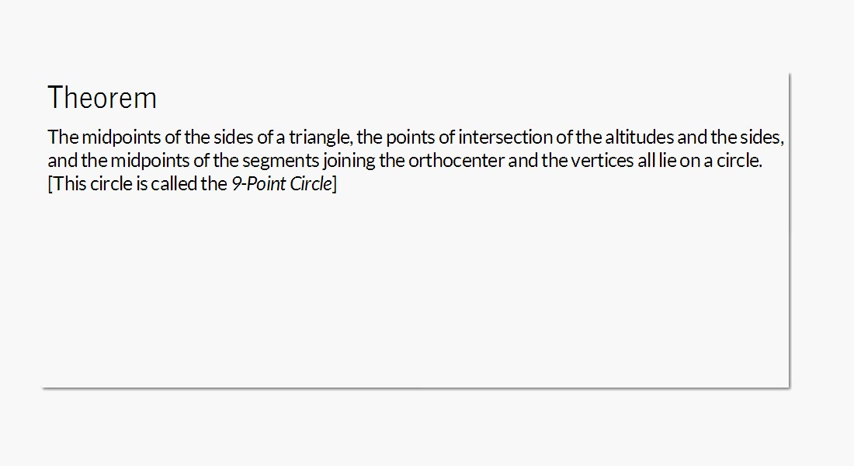 Theorem
The midpoints of the sides of a triangle, the points of intersection of the altitudes and the sides,
and the midpoints of the segments joining the orthocenter and the vertices all lie on a circle.
[This circle is called the 9-Point Circle]